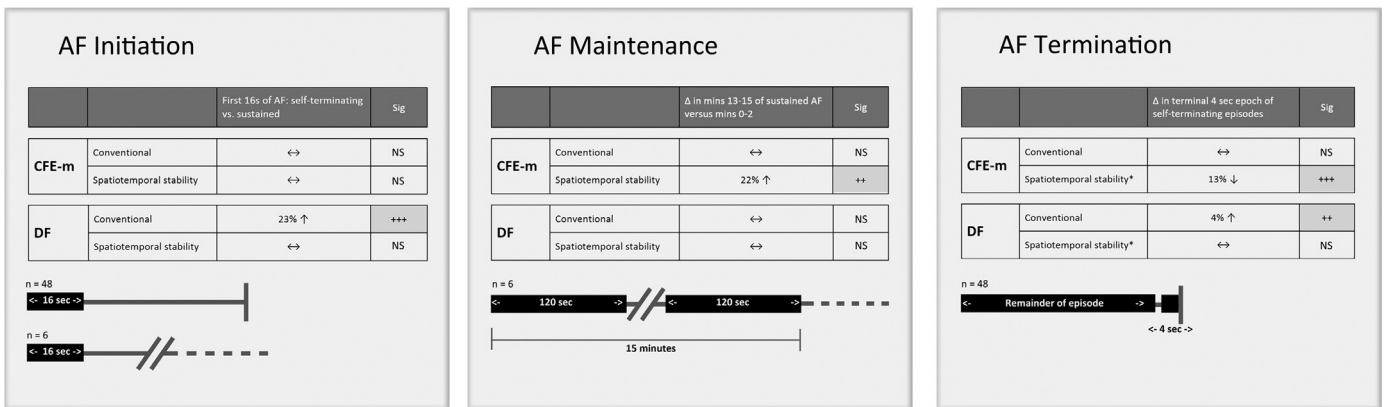 AF Initiation
First 16s of AF: self-terminating
vs. sustained
Sig
CFE-m
Conventional ↔ NS
Spatiotemporal stability ↔ NS
DF
Conventional 23% ↑ +++
Spatiotemporal stability ↔ NS
n = 48
<- 16 sec ->
n = 6
<- 16 sec ->
AF Maintenance
Δ in mins 13-15 of sustained AF
versus mins 0-2
Sig
CFE-m
Conventional ↔ NS
Spatiotemporal stability 22% ↑ ++
DF
Conventional ↔ NS
Spatiotemporal stability ↔ NS
n = 6
<- 120 sec -> <- 120 sec ->
15 minutes
AF Termination
Δ in terminal 4 sec epoch of
self-terminating episodes
Sig
CFE-m
Conventional ↔ NS
Spatiotemporal stability* 13% ↓ +++
DF
Conventional 4% ↑ ++
Spatiotemporal stability* ↔ NS
n = 48
<- Remainder of episode ->
<- 4 sec ->